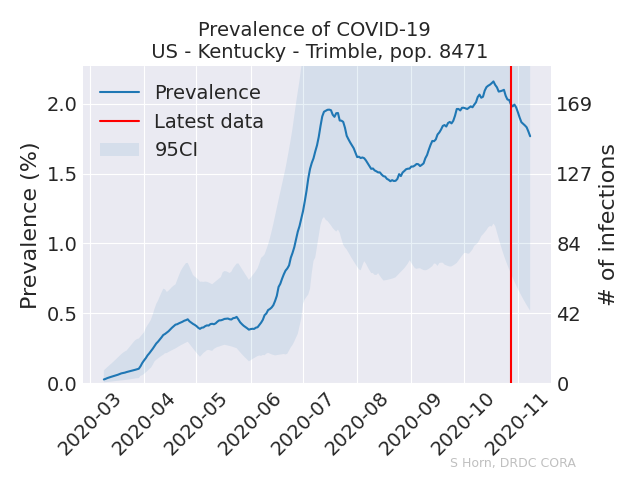 Prevalence of COVID-19
US - Kentucky - Trimble, pop. 8471
Prevalence
Latest data
95CI
Prevalence (%)
2.0
1.5
1.0
0.5
0.0
# of infections
169
127
84
42
0
2020-03
2020-04
2020-05
2020-06
2020-07
2020-08
2020-09
2020-10
2020-11
S Horn, DRDC CORA